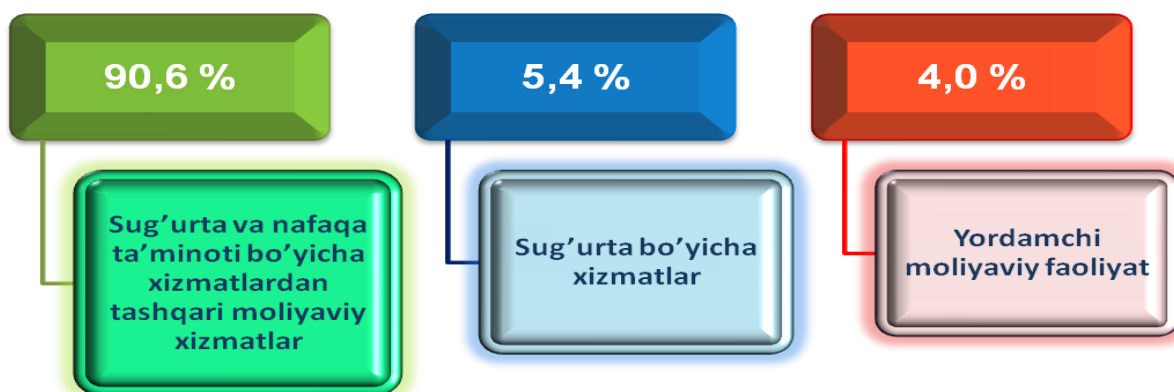 90,6 %
5,4 %
4,0 %
Sug’urta va nafaqa
ta’minoti bo’yicha
xizmatlardan
tashqari moliyaviy
xizmatlar
Sug’urta bo’yicha
xizmatlar
Yordamchi
moliyaviy faoliyat